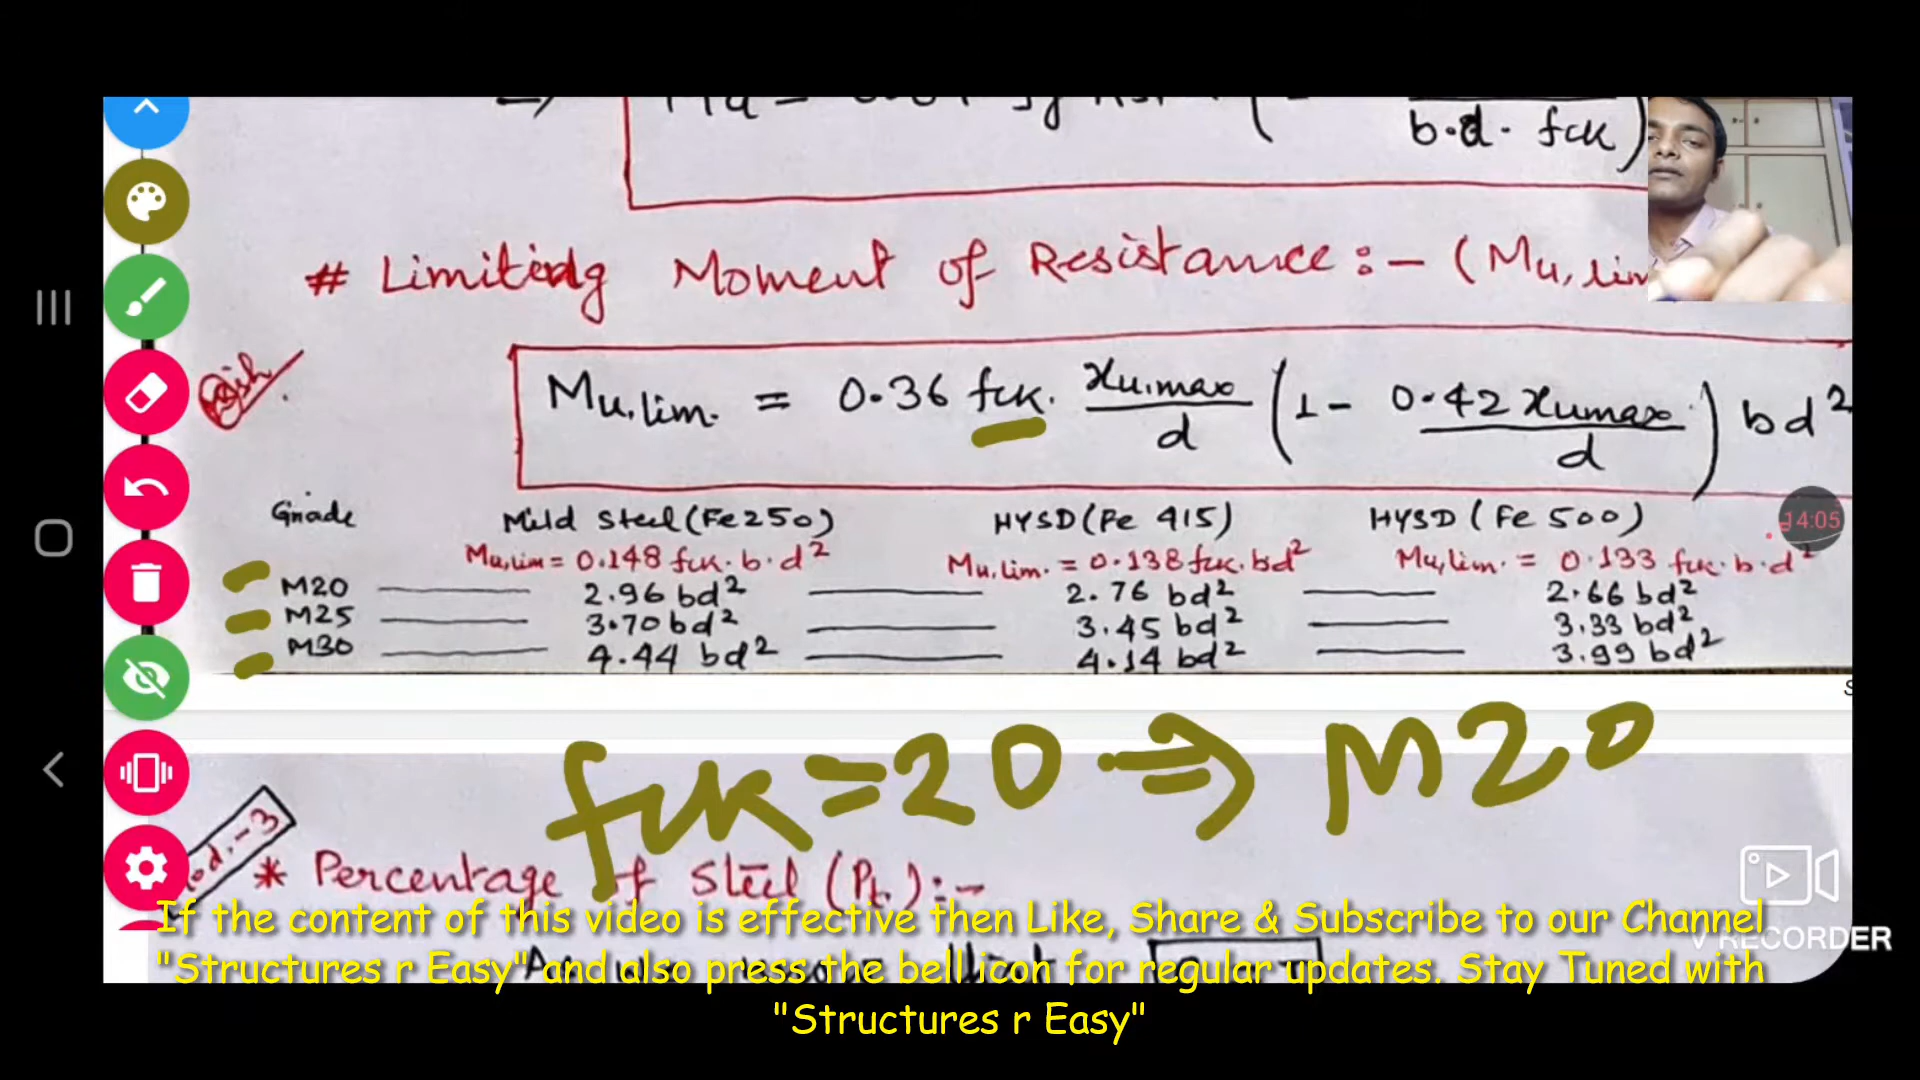 b.d. fck
# Limiting Moment of Resistance:- (Mu,lim
Mu,lim. = 0.36 fck. xu,max/d (1 - 0.42 xumax/d) bd²
Grade Mild Steel (Fe250) HYSD (Fe 415) HYSD (Fe 500)
14:05
Mu,lim = 0.148 fck. b.d² Mu,lim. = 0.138 fck. bd² Mu,lim. = 0.133 fck. b.d²
M20 2.96 bd² 2.76 bd² 2.66 bd²
M25 3.70 bd² 3.45 bd² 3.33 bd²
M30 4.44 bd² 4.14 bd² 3.99 bd²
fck=20 ⇒ M20
* Percentage of Steel (Pt):-
If the content of this video is effective then Like, Share & Subscribe to our Channel
V RECORDER
"Structures r Easy" and also press the bell icon for regular updates. Stay Tuned with
"Structures r Easy"